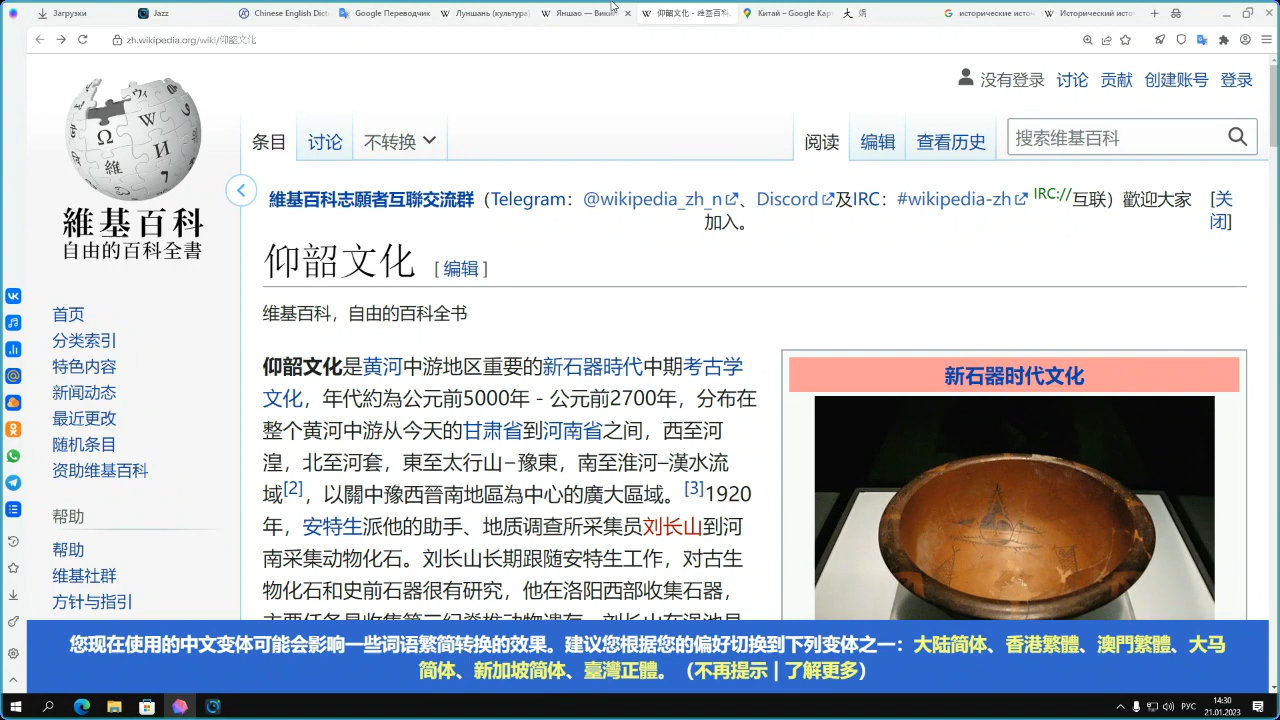 Загрузки
Jazz
Chinese English Dict
Google Переводчик
Луншань (культура)
Яншао — Вики
仰韶文化 - 维基百科,
Китай – Google Кар
исторические исто
Исторический исто
zh.wikipedia.org/wiki/仰韶文化
没有登录 讨论 贡献 创建账号 登录
条目 讨论 不转换 阅读 编辑 查看历史 搜索维基百科
維基百科志願者互聯交流群（Telegram：@wikipedia_zh_n、Discord及IRC：#wikipedia-zh IRC://互联）歡迎大家加入。 [关闭]
維基百科
自由的百科全書
仰韶文化 [编辑]
维基百科，自由的百科全书
首页
分类索引
特色内容
新闻动态
最近更改
随机条目
资助维基百科
帮助
帮助
维基社群
方针与指引
仰韶文化是黄河中游地区重要的新石器時代中期考古学
文化，年代約為公元前5000年 - 公元前2700年，分布在
整个黄河中游从今天的甘肃省到河南省之间，西至河
湟，北至河套，東至太行山–豫東，南至淮河–漢水流
域[2]，以關中豫西晉南地區為中心的廣大區域。[3]1920
年，安特生派他的助手、地质调查所采集员刘长山到河
南采集动物化石。刘长山长期跟随安特生工作，对古生
物化石和史前石器很有研究，他在洛阳西部收集石器，
新石器时代文化
您现在使用的中文变体可能会影响一些词语繁简转换的效果。建议您根据您的偏好切换到下列变体之一：大陆简体、香港繁體、澳門繁體、大马
简体、新加坡简体、臺灣正體。（不再提示 | 了解更多）
РУС
14:30
21.01.2023